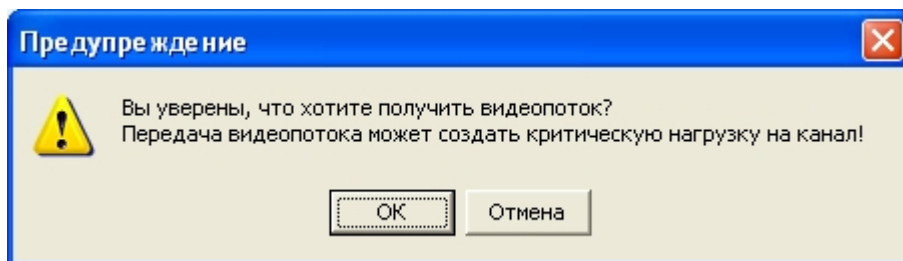 Предупреждение
Вы уверены, что хотите получить видеопоток?
Передача видеопотока может создать критическую нагрузку на канал!
OK
Отмена